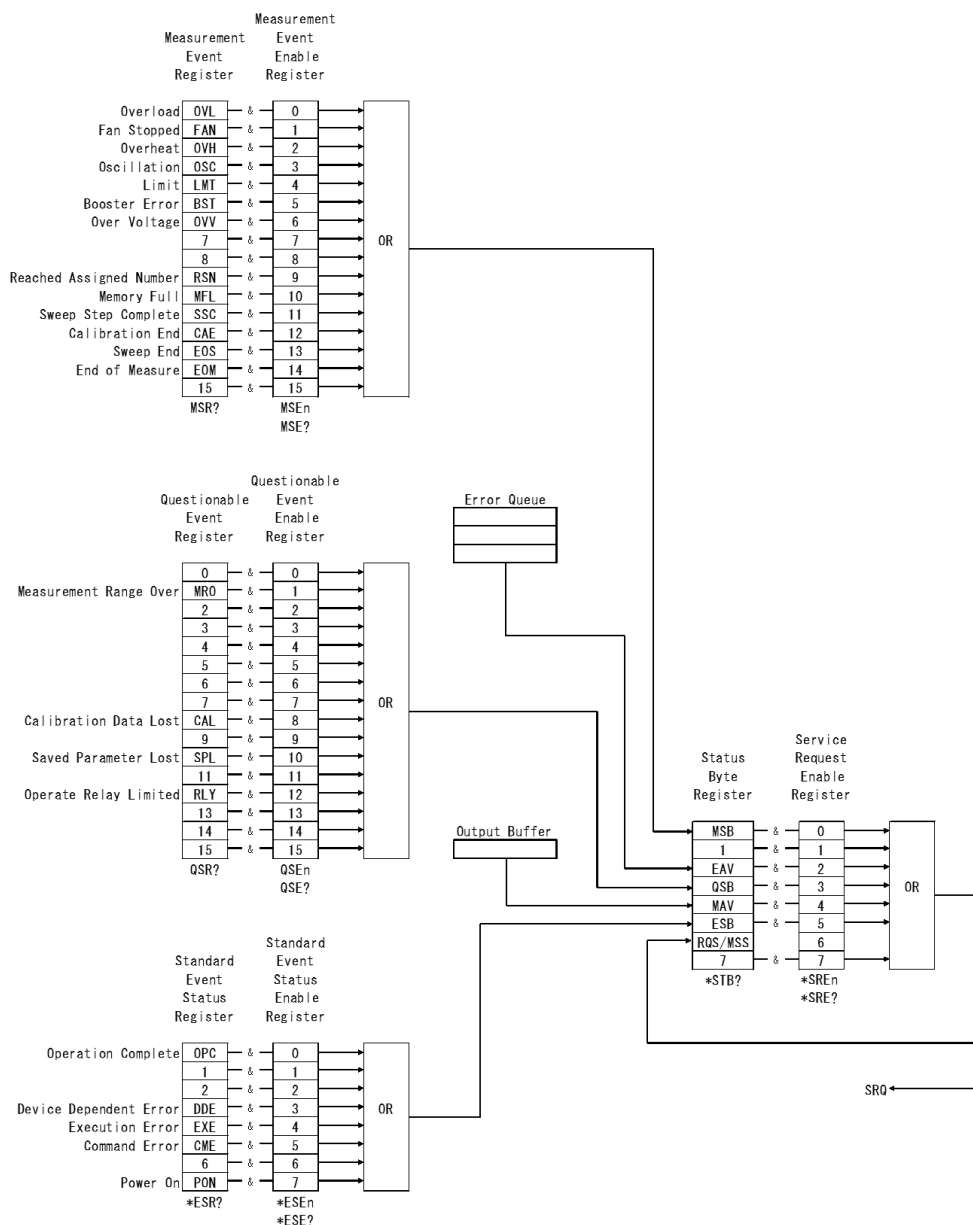 Measurement
Event
Register
Measurement
Event
Enable
Register
Overload OVL & 0
Fan Stopped FAN & 1
Overheat OVH & 2
Oscillation OSC & 3
Limit LMT & 4
Booster Error BST & 5
Over Voltage OVV & 6
7 & 7
8 & 8
Reached Assigned Number RSN & 9
Memory Full MFL & 10
Sweep Step Complete SSC & 11
Calibration End CAE & 12
Sweep End EOS & 13
End of Measure EOM & 14
15 & 15
OR
MSR?
MSEn
MSE?
Questionable
Event
Register
Questionable
Event
Enable
Register
0 & 0
Measurement Range Over MRO & 1
2 & 2
3 & 3
4 & 4
5 & 5
6 & 6
7 & 7
Calibration Data Lost CAL & 8
9 & 9
Saved Parameter Lost SPL & 10
11 & 11
Operate Relay Limited RLY & 12
13 & 13
14 & 14
15 & 15
OR
QSR?
QSEn
QSE?
Error Queue
Output Buffer
Standard
Event
Status
Register
Standard
Event
Status
Enable
Register
Operation Complete OPC & 0
1 & 1
2 & 2
Device Dependent Error DDE & 3
Execution Error EXE & 4
Command Error CME & 5
6 & 6
Power On PON & 7
OR
*ESR?
*ESEn
*ESE?
Status
Byte
Register
Service
Request
Enable
Register
MSB & 0
1 & 1
EAV & 2
QSB & 3
MAV & 4
ESB & 5
RQS/MSS 6
7 & 7
OR
*STB?
*SREn
*SRE?
SRQ